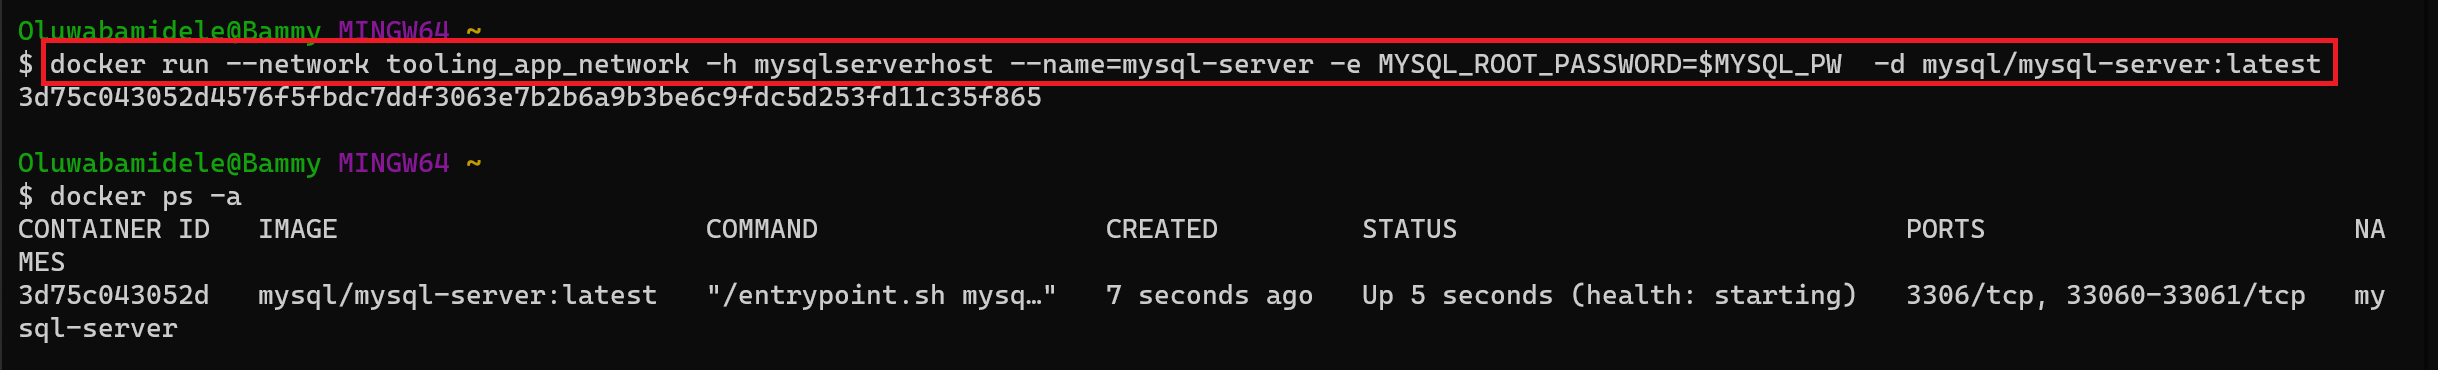 Oluwabamidele@Bammy MINGW64 ~
$ docker run --network tooling_app_network -h mysqlserverhost --name=mysql-server -e MYSQL_ROOT_PASSWORD=$MYSQL_PW  -d mysql/mysql-server:latest
3d75c043052d4576f5fbdc7ddf3063e7b2b6a9b3be6c9fdc5d253fd11c35f865
Oluwabamidele@Bammy MINGW64 ~
$ docker ps -a
CONTAINER ID   IMAGE                       COMMAND                  CREATED         STATUS                            PORTS                       NA
MES
3d75c043052d   mysql/mysql-server:latest   "/entrypoint.sh mysq…"   7 seconds ago   Up 5 seconds (health: starting)   3306/tcp, 33060-33061/tcp   my
sql-server